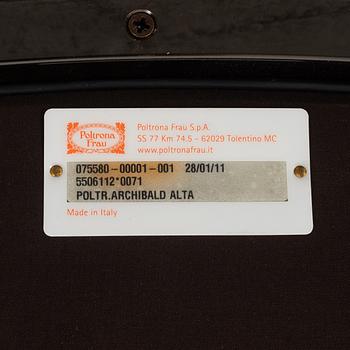 Poltrona
Frau
Poltrona Frau S.p.A.
SS 77 Km 74.5 - 62029 Tolentino MC
www.poltronafrau.it
075580-00001-001 28/01/11
5506112*0071
POLTR.ARCHIBALD ALTA
Made in Italy